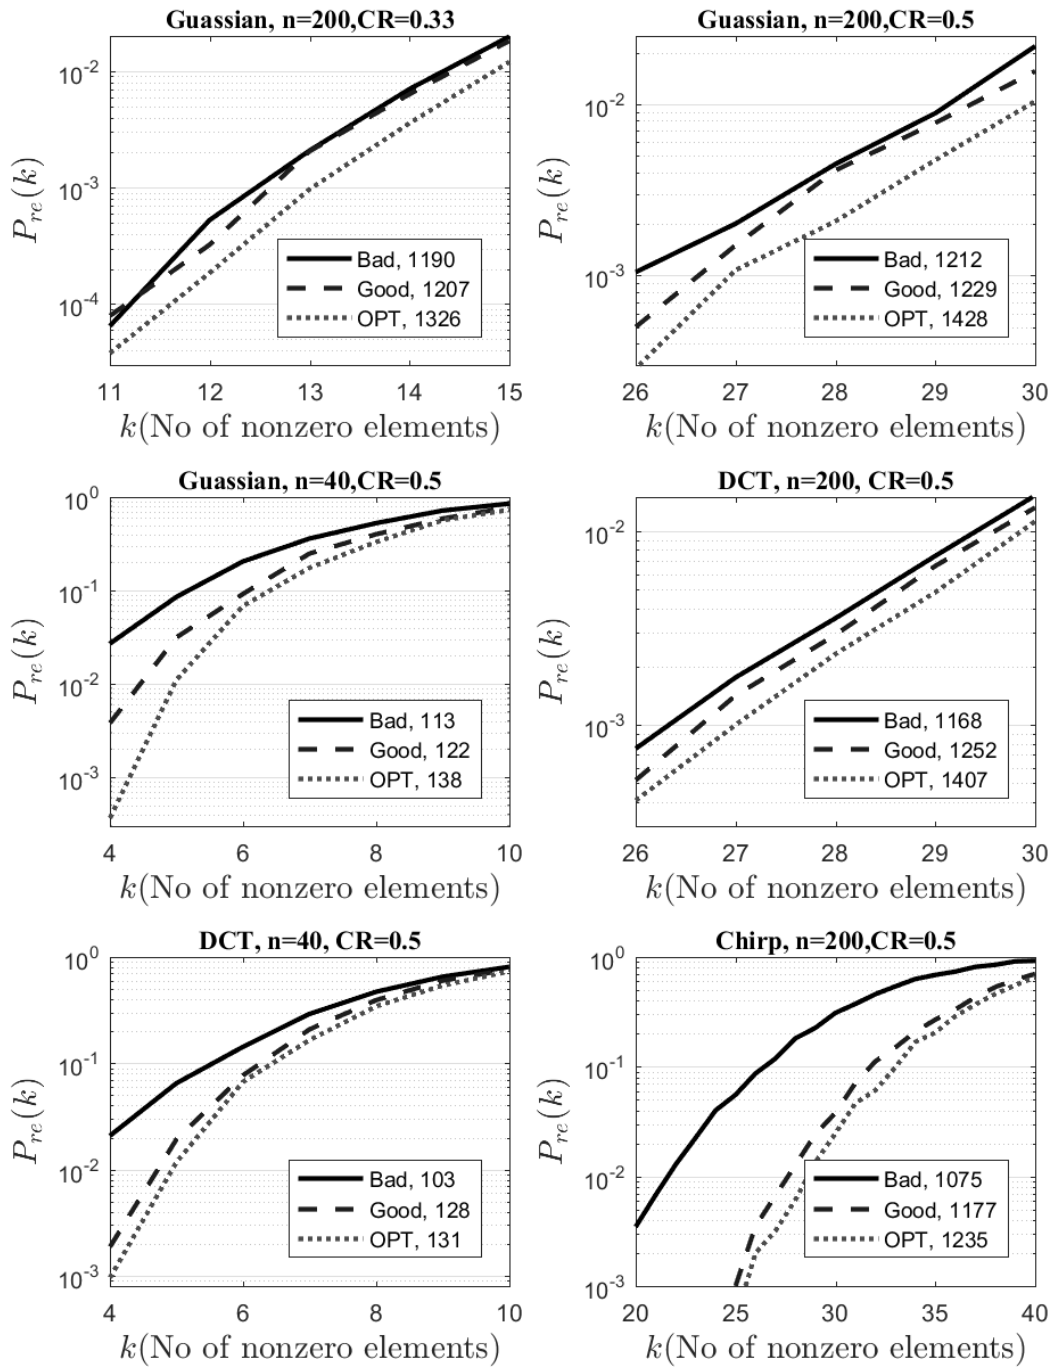 Guassian, n=200,CR=0.33
10^-2
10^-3
10^-4
P_re(k)
Bad, 1190
Good, 1207
OPT, 1326
11 12 13 14 15
k(No of nonzero elements)
Guassian, n=200,CR=0.5
10^-2
10^-3
P_re(k)
Bad, 1212
Good, 1229
OPT, 1428
26 27 28 29 30
k(No of nonzero elements)
Guassian, n=40,CR=0.5
10^0
10^-1
10^-2
10^-3
P_re(k)
Bad, 113
Good, 122
OPT, 138
4 6 8 10
k(No of nonzero elements)
DCT, n=200, CR=0.5
10^-2
10^-3
P_re(k)
Bad, 1168
Good, 1252
OPT, 1407
26 27 28 29 30
k(No of nonzero elements)
DCT, n=40, CR=0.5
10^0
10^-1
10^-2
10^-3
P_re(k)
Bad, 103
Good, 128
OPT, 131
4 6 8 10
k(No of nonzero elements)
Chirp, n=200,CR=0.5
10^0
10^-1
10^-2
10^-3
P_re(k)
Bad, 1075
Good, 1177
OPT, 1235
20 25 30 35 40
k(No of nonzero elements)